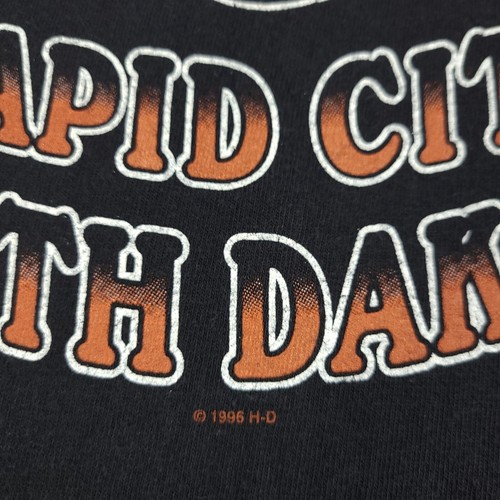 APID CIT
TH DAK
© 1996 H-D